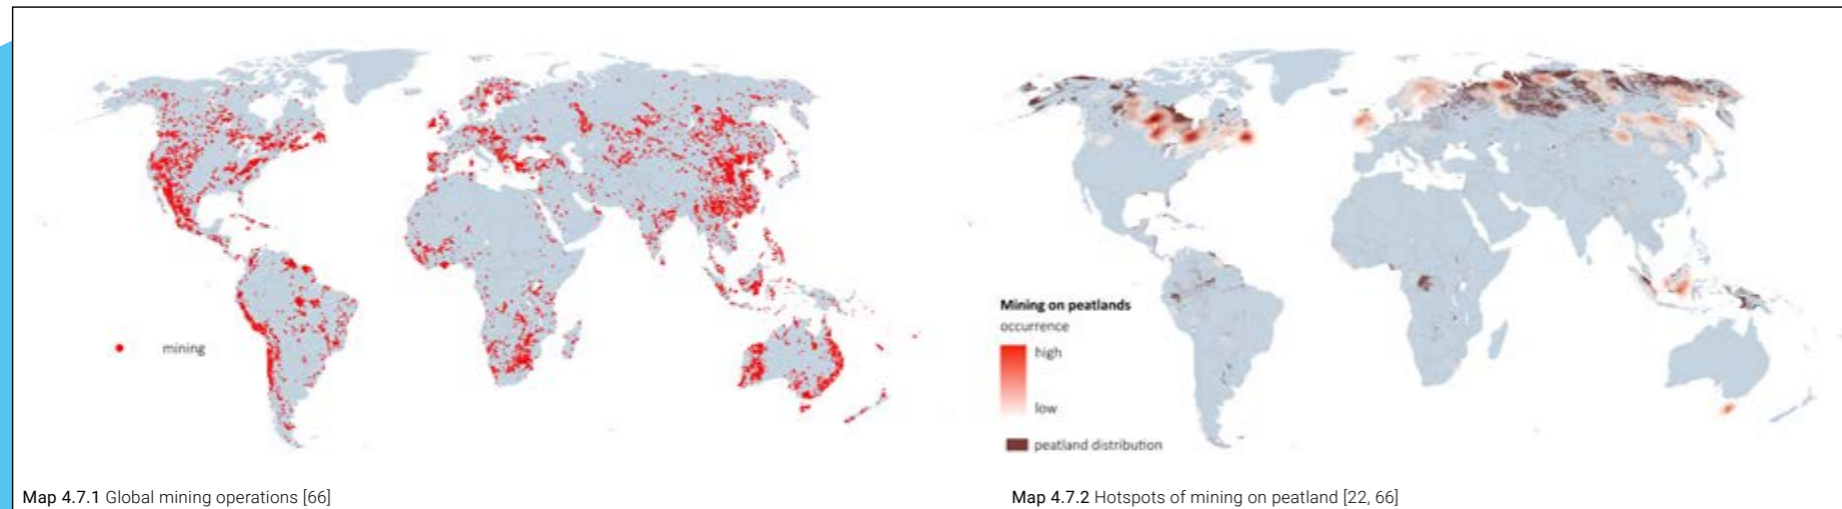 mining
Mining on peatlands
occurrence
high
low
peatland distribution
Map 4.7.1 Global mining operations [66]
Map 4.7.2 Hotspots of mining on peatland [22, 66]